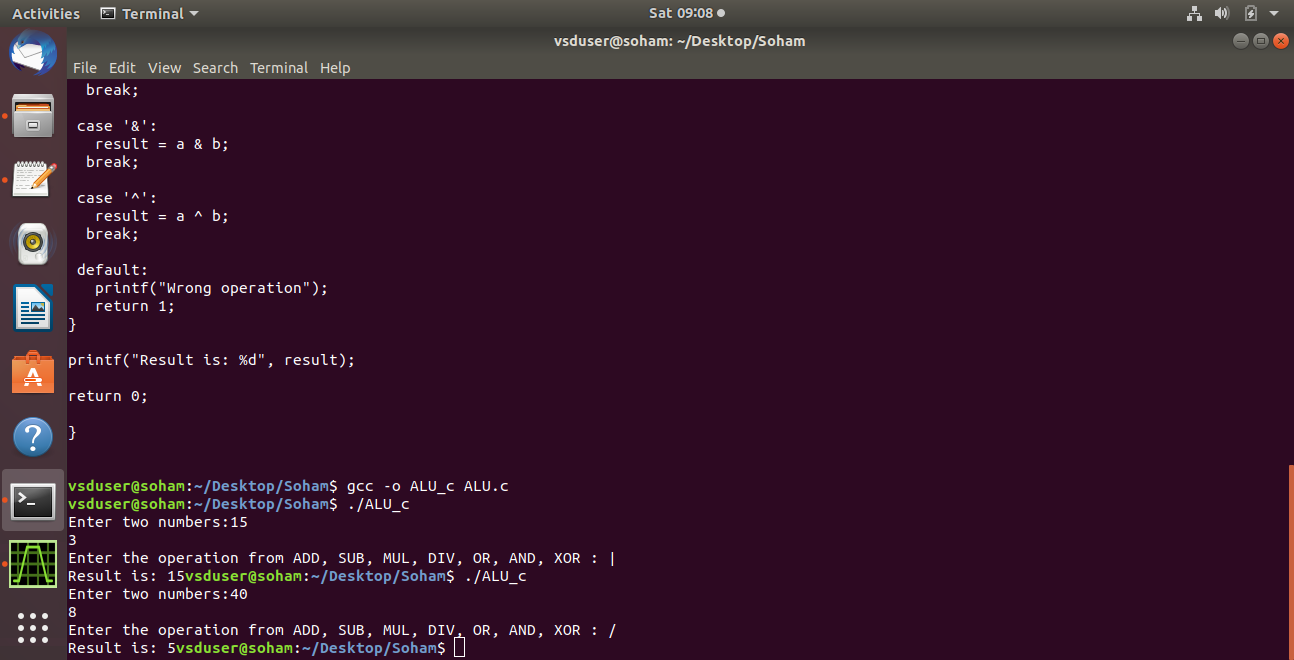 Activities Terminal Sat 09:08
vsduser@soham: ~/Desktop/Soham
File Edit View Search Terminal Help
break;
case '&':
result = a & b;
break;
case '^':
result = a ^ b;
break;
default:
printf("Wrong operation");
return 1;
}
printf("Result is: %d", result);
return 0;
}
vsduser@soham:~/Desktop/Soham$ gcc -o ALU_c ALU.c
vsduser@soham:~/Desktop/Soham$ ./ALU_c
Enter two numbers:15
3
Enter the operation from ADD, SUB, MUL, DIV, OR, AND, XOR : |
Result is: 15vsduser@soham:~/Desktop/Soham$ ./ALU_c
Enter two numbers:40
8
Enter the operation from ADD, SUB, MUL, DIV, OR, AND, XOR : /
Result is: 5vsduser@soham:~/Desktop/Soham$